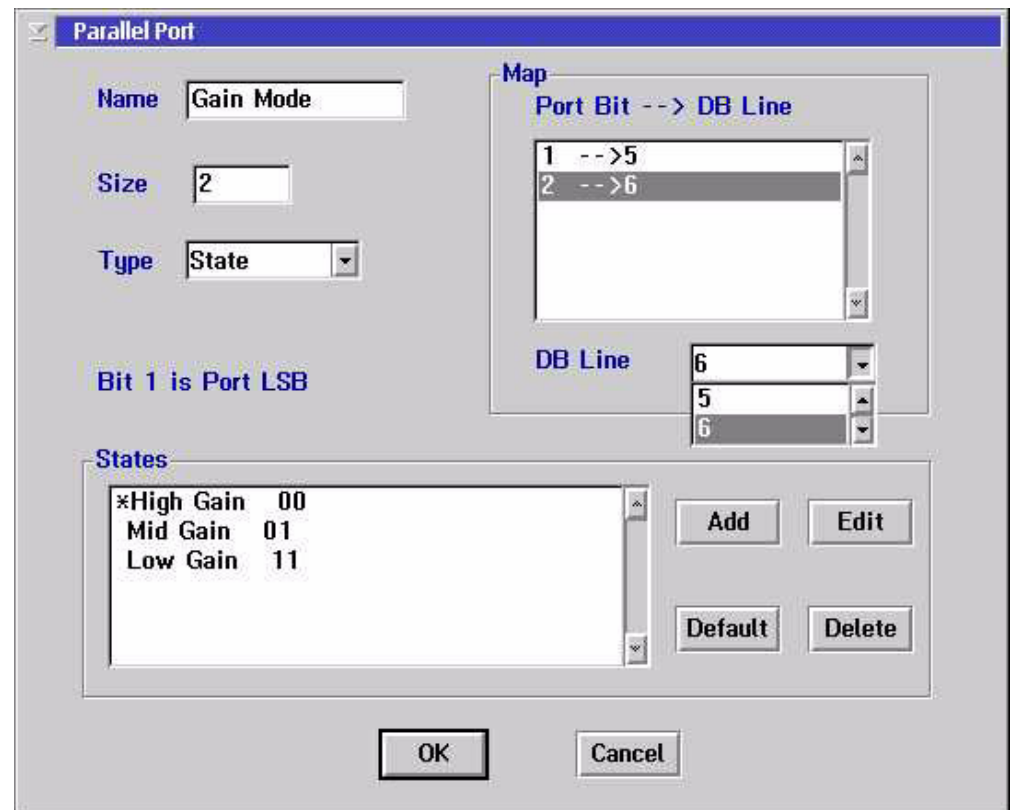 Parallel Port
Name Gain Mode
Size 2
Type State
Bit 1 is Port LSB
Map
Port Bit --> DB Line
1 -->5
2 -->6
DB Line 6
5
6
States
*High Gain 00
Mid Gain 01
Low Gain 11
Add Edit
Default Delete
OK Cancel